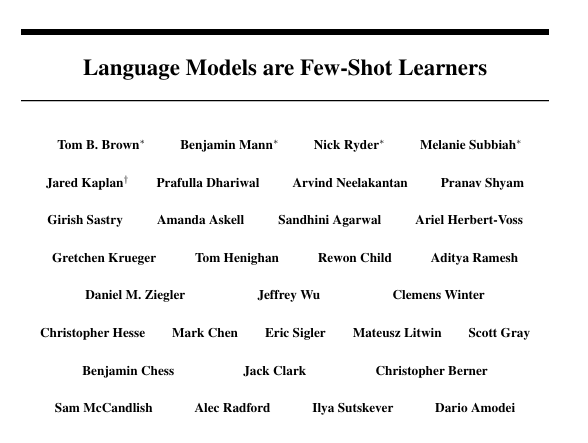 Language Models are Few-Shot Learners
Tom B. Brown* Benjamin Mann* Nick Ryder* Melanie Subbiah*
Jared Kaplan† Prafulla Dhariwal Arvind Neelakantan Pranav Shyam
Girish Sastry Amanda Askell Sandhini Agarwal Ariel Herbert-Voss
Gretchen Krueger Tom Henighan Rewon Child Aditya Ramesh
Daniel M. Ziegler Jeffrey Wu Clemens Winter
Christopher Hesse Mark Chen Eric Sigler Mateusz Litwin Scott Gray
Benjamin Chess Jack Clark Christopher Berner
Sam McCandlish Alec Radford Ilya Sutskever Dario Amodei